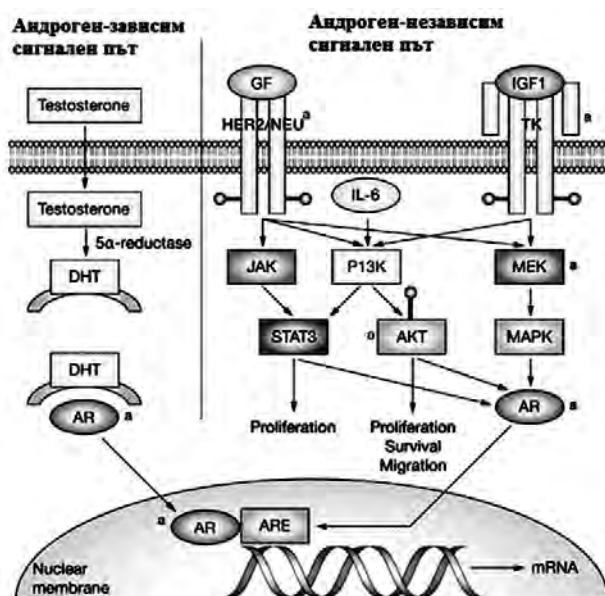 Андроген-зависим
сигнален път
Андроген-независим
сигнален път
Testosterone
Testosterone
5α-reductase
DHT
DHT
AR a
GF
HER2/NEU a
IGF1
TK a
IL-6
JAK
P13K
MEK a
STAT3
a AKT
MAPK
AR a
Proliferation
Proliferation
Survival
Migration
a AR
ARE
Nuclear
membrane
mRNA